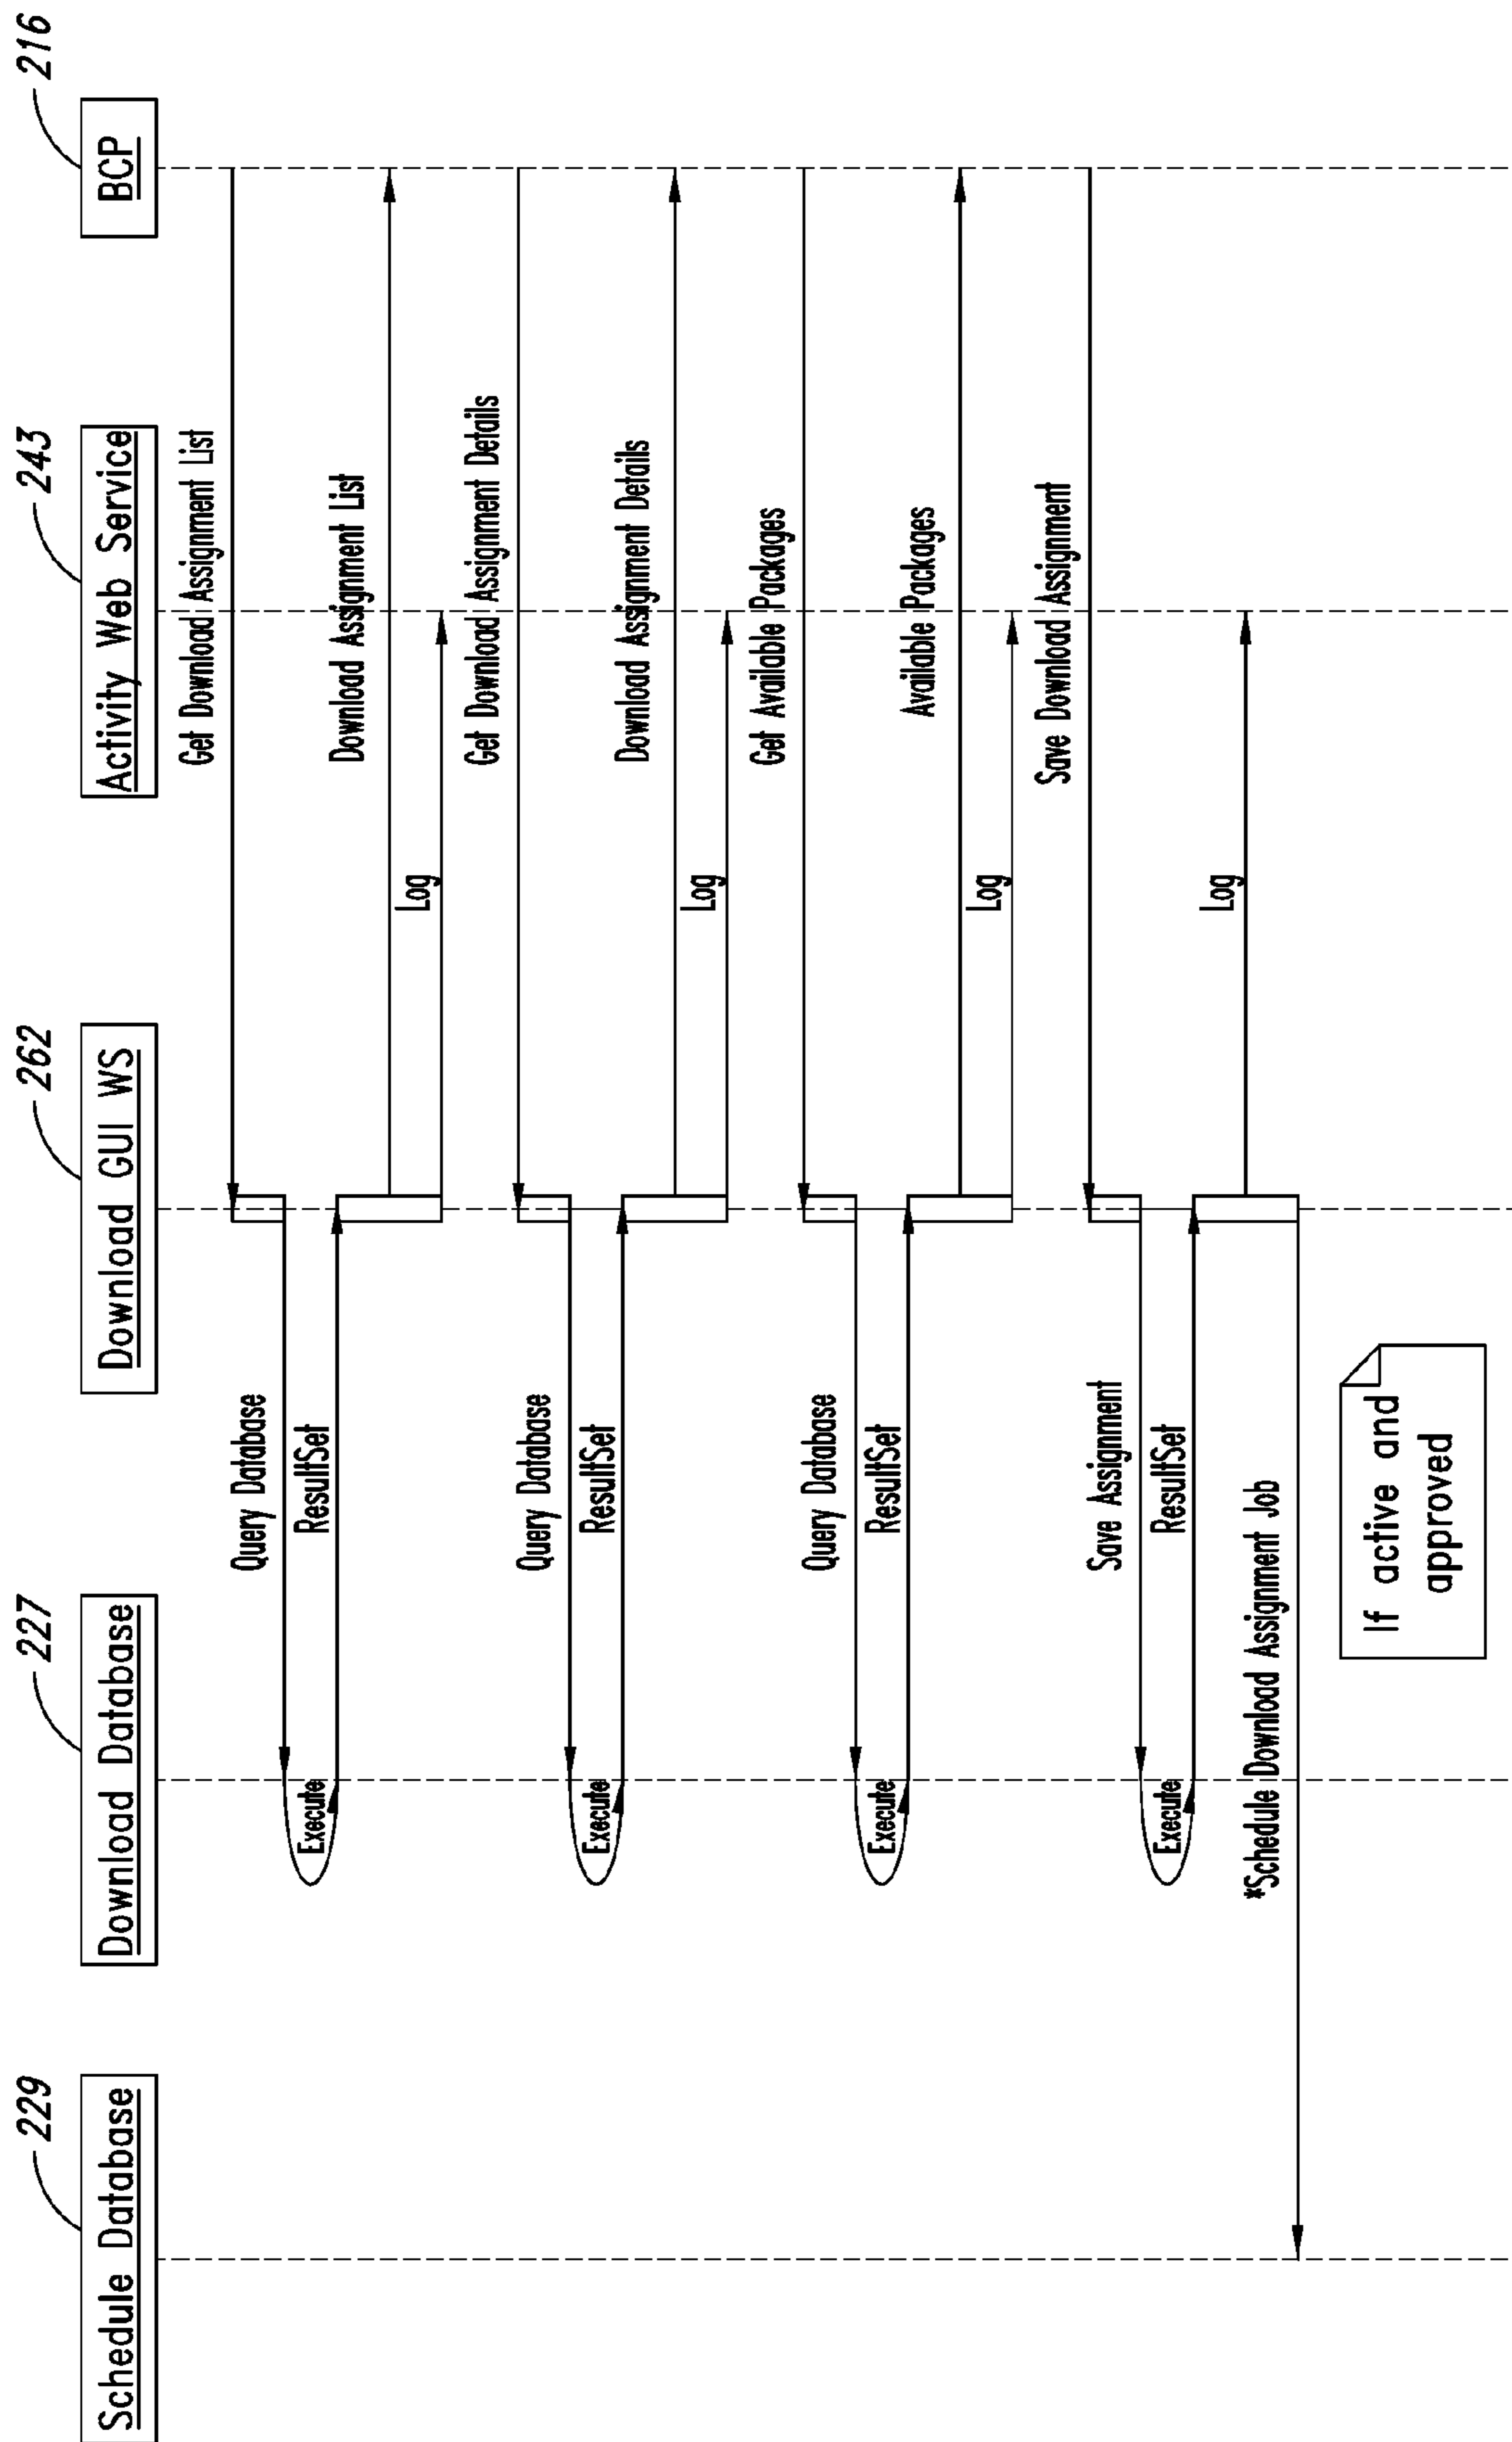 229
227
262
243
216
Schedule Database
Download Database
Download GUI WS
Activity Web Service
BCP
Get Download Assignment List
Query Database
Execute
ResultSet
Download Assignment List
Log
Get Download Assignment Details
Query Database
Execute
ResultSet
Download Assignment Details
Log
Get Available Packages
Query Database
Execute
ResultSet
Available Packages
Log
Save Download Assignment
Save Assignment
Execute
ResultSet
Log
*Schedule Download Assignment Job
If active and
approved